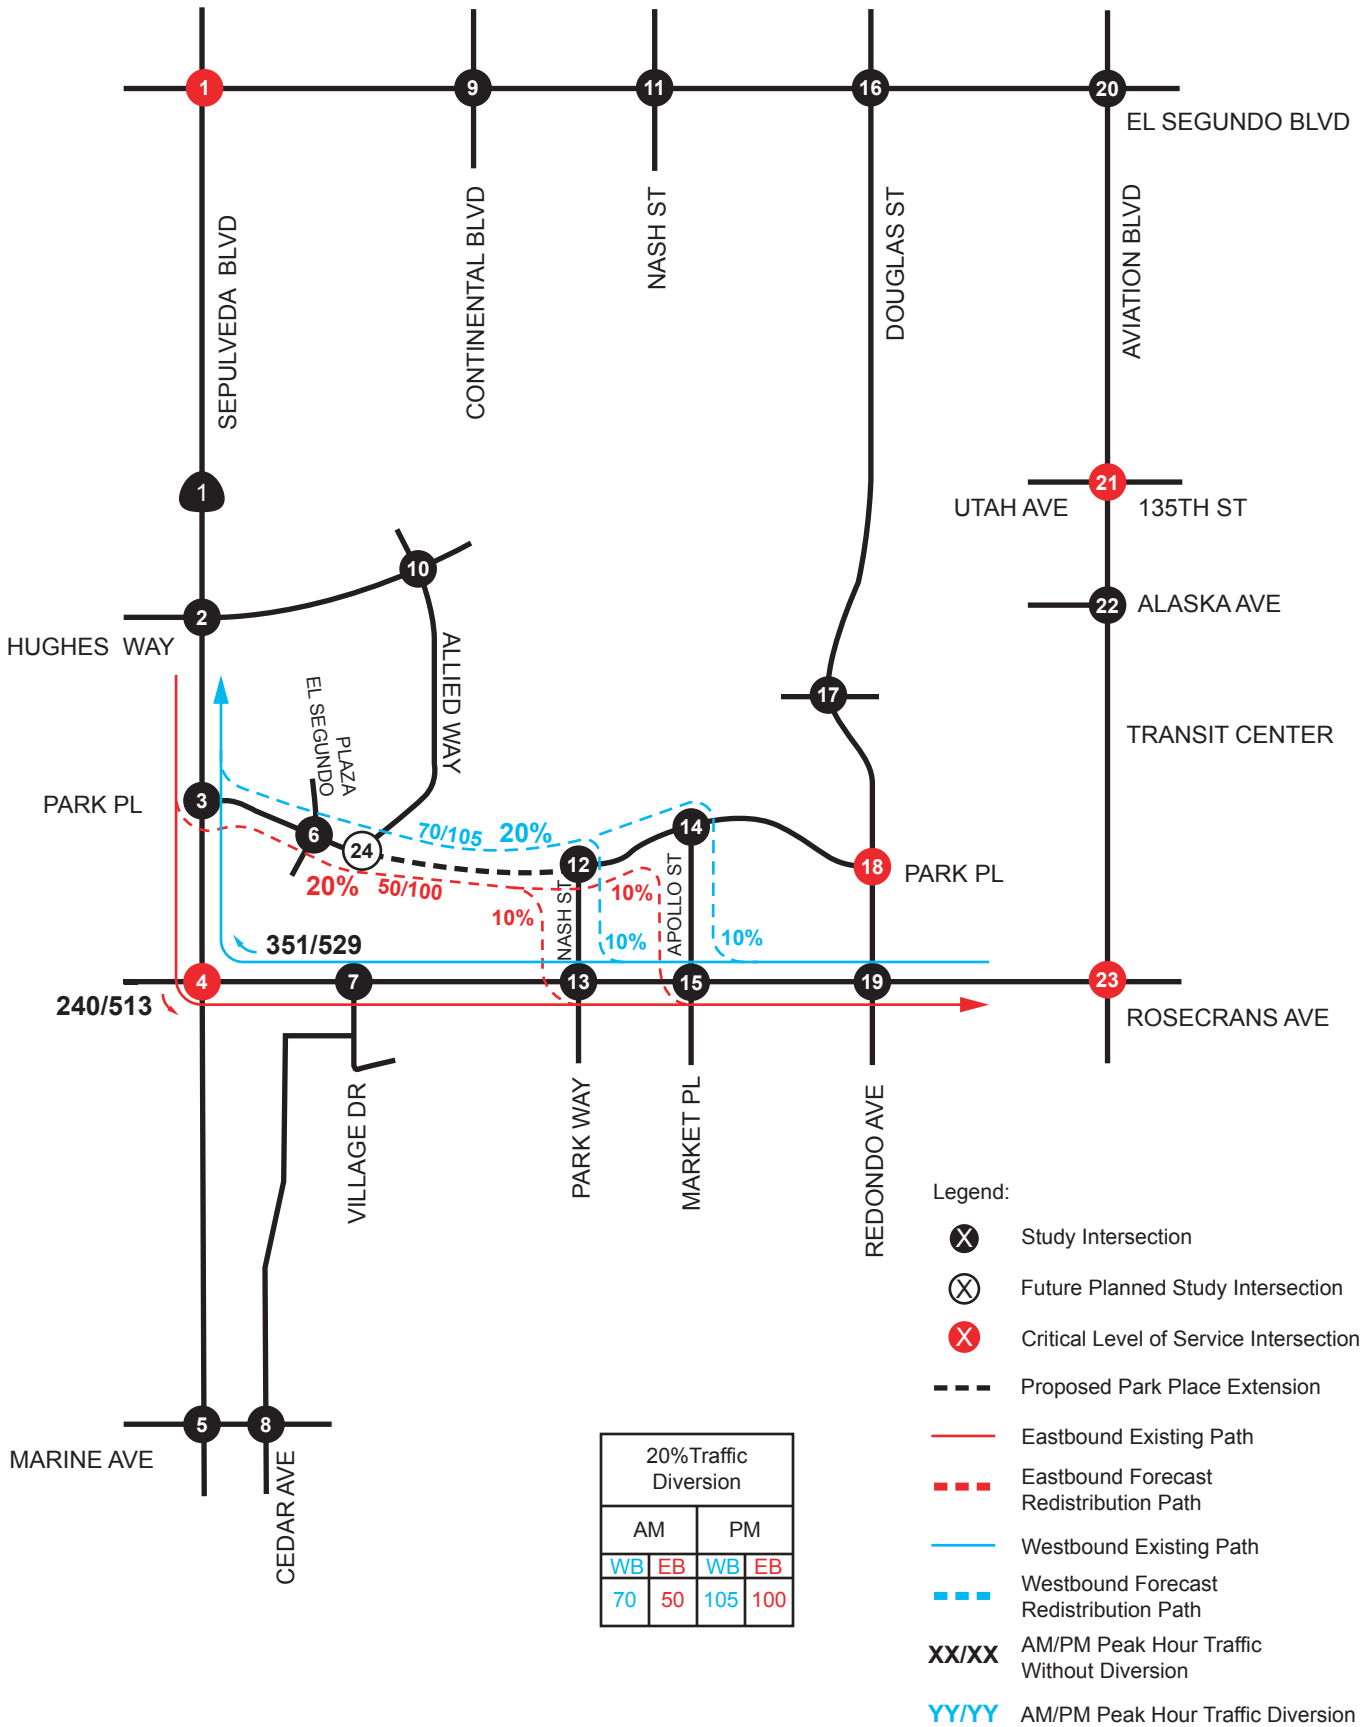 1
9
11
16
20
EL SEGUNDO BLVD
SEPULVEDA BLVD
CONTINENTAL BLVD
NASH ST
DOUGLAS ST
AVIATION BLVD
1
21
UTAH AVE
135TH ST
10
2
22
ALASKA AVE
HUGHES WAY
ALLIED WAY
EL SEGUNDO
PLAZA
17
TRANSIT CENTER
3
PARK PL
6
24
70/105
20%
14
12
18
PARK PL
20%
50/100
10%
10%
NASH ST
APOLLO ST
10%
10%
351/529
4
7
13
15
19
23
240/513
ROSECRANS AVE
VILLAGE DR
PARK WAY
MARKET PL
REDONDO AVE
5
8
MARINE AVE
CEDAR AVE
20%Traffic
Diversion
AM PM
WB EB WB EB
70 50 105 100
Legend:
X Study Intersection
X Future Planned Study Intersection
X Critical Level of Service Intersection
Proposed Park Place Extension
Eastbound Existing Path
Eastbound Forecast
Redistribution Path
Westbound Existing Path
Westbound Forecast
Redistribution Path
XX/XX AM/PM Peak Hour Traffic
Without Diversion
YY/YY AM/PM Peak Hour Traffic Diversion